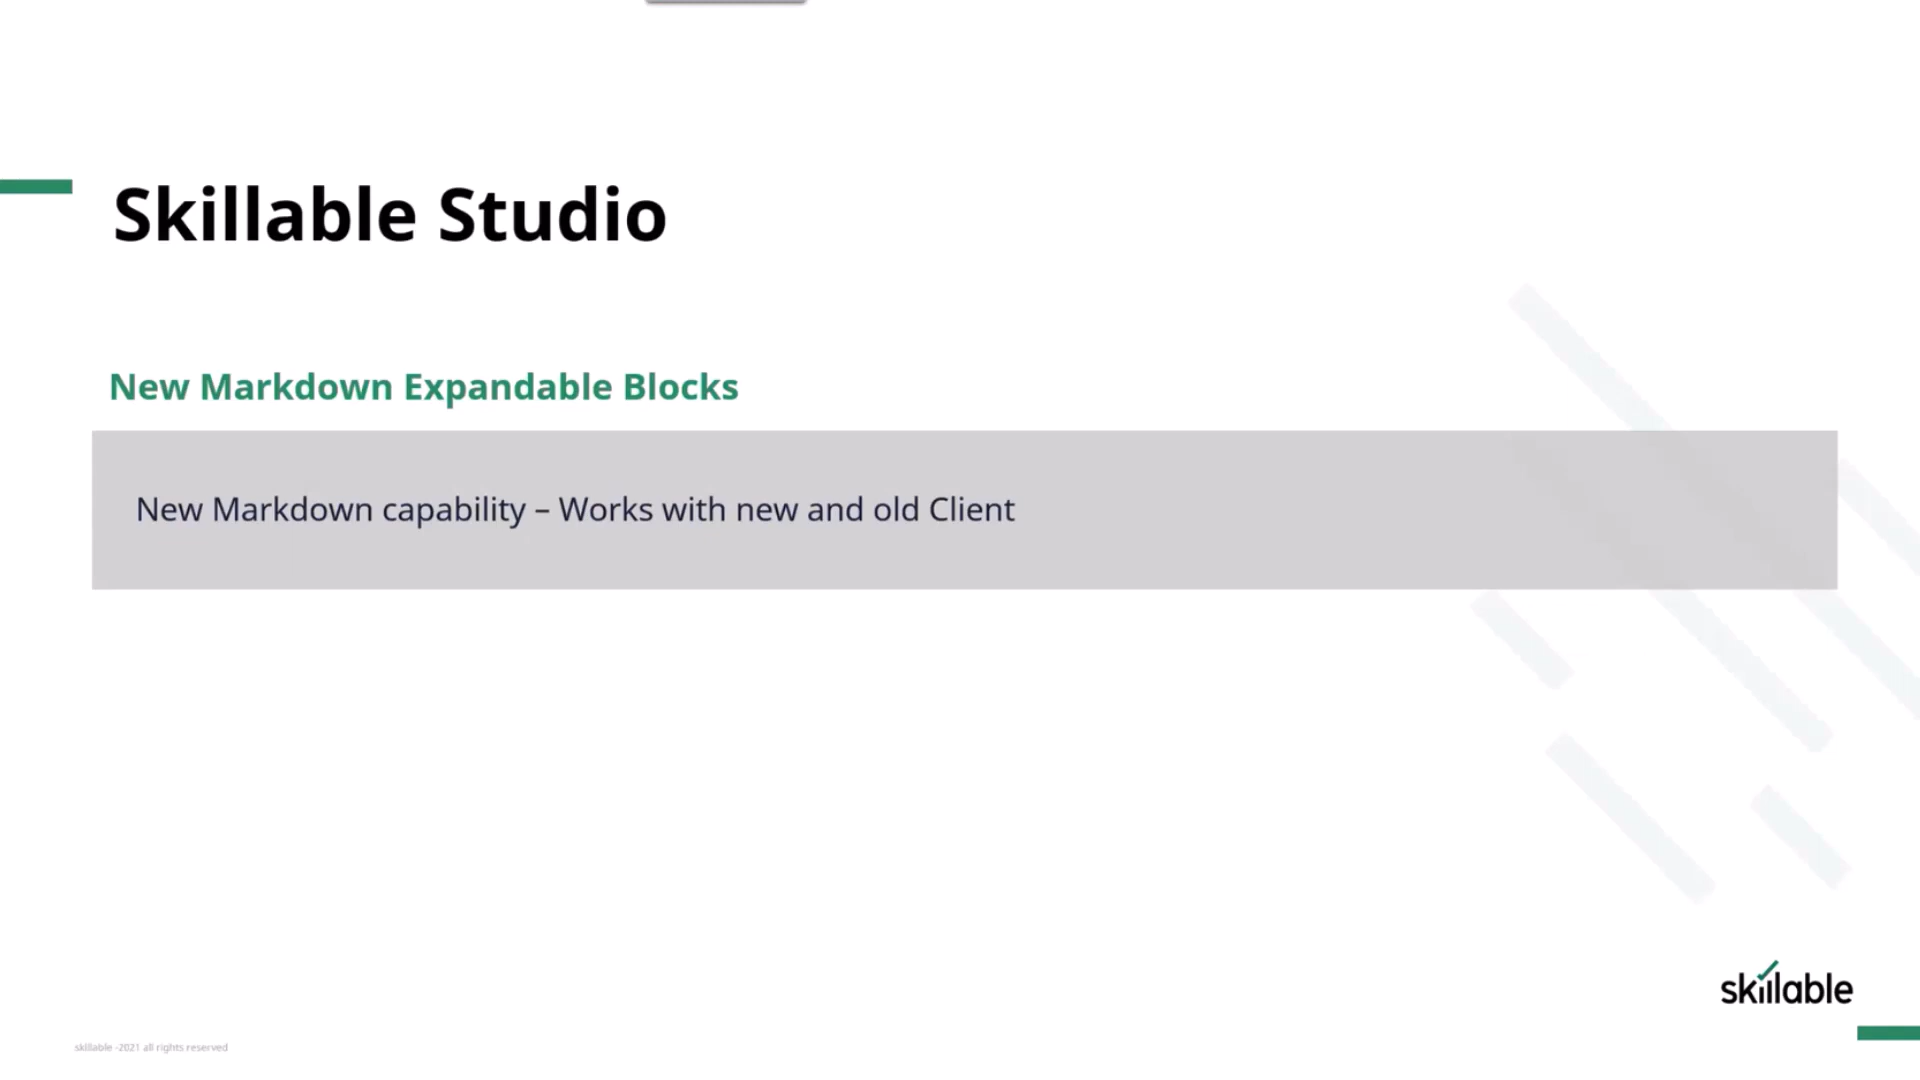 Skillable Studio
New Markdown Expandable Blocks
New Markdown capability – Works with new and old Client
skillable
skillable -2021 all rights reserved